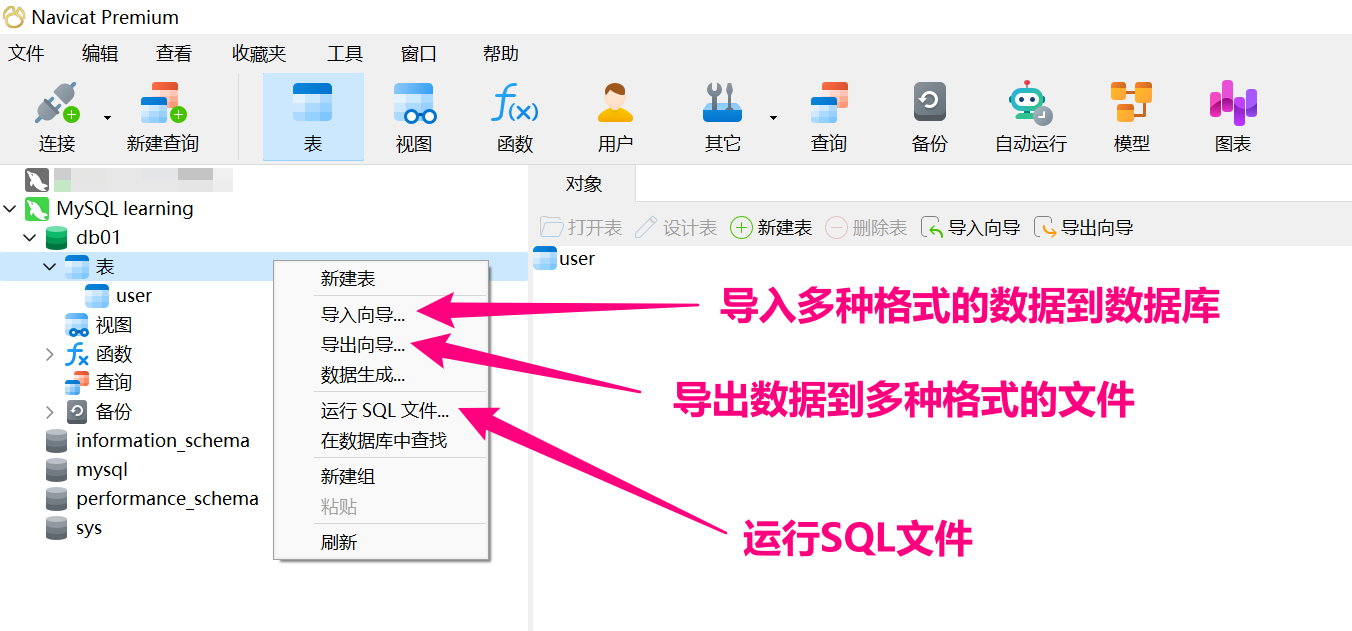 Navicat Premium
文件 编辑 查看 收藏夹 工具 窗口 帮助
连接 新建查询 表 视图 函数 用户 其它 查询 备份 自动运行 模型 图表
对象
打开表 设计表 新建表 删除表 导入向导 导出向导
MySQL learning
db01
表
user
视图
函数
查询
备份
information_schema
mysql
performance_schema
sys
user
新建表
导入向导...
导出向导...
数据生成...
运行 SQL 文件...
在数据库中查找
新建组
粘贴
刷新
导入多种格式的数据到数据库
导出数据到多种格式的文件
运行SQL文件